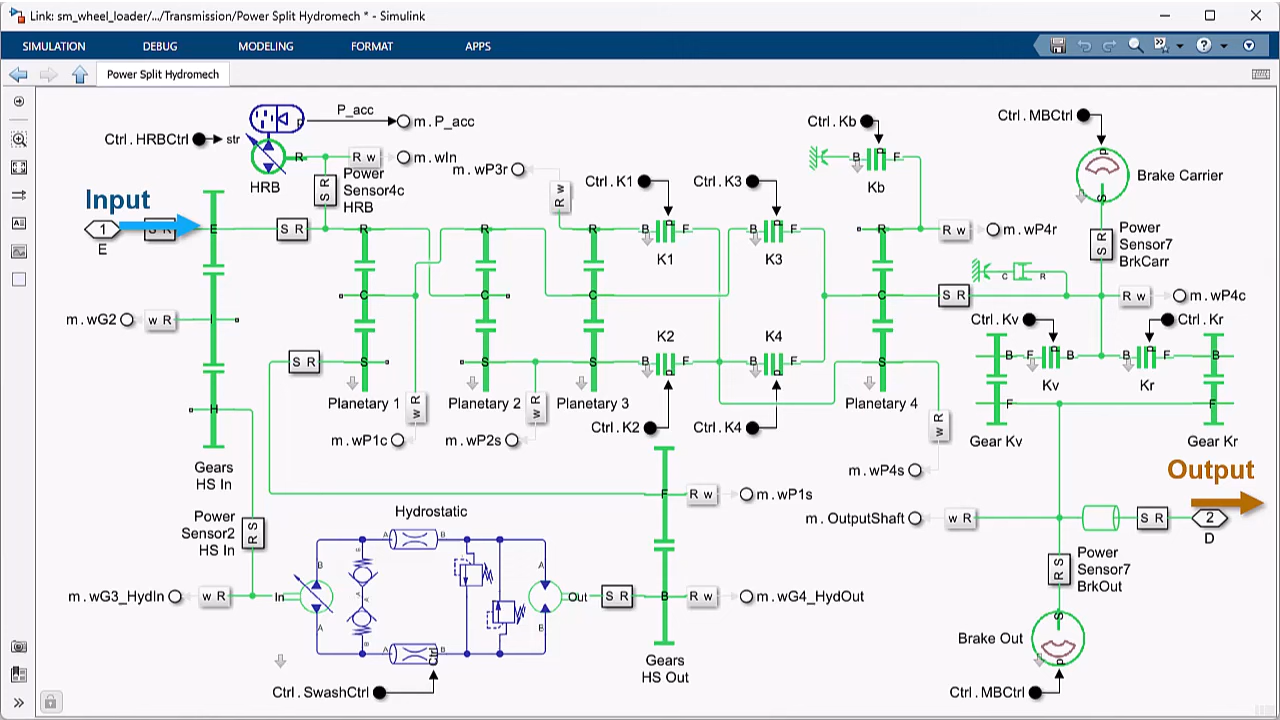 Link: sm_wheel_loader/.../Transmission/Power Split Hydromech * - Simulink
SIMULATION
DEBUG
MODELING
FORMAT
APPS
Power Split Hydromech
P_acc
m.P_acc
Ctrl.HRBCtrl
str
R
R w
m.wIn
HRB
S R
Power
Sensor4c
HRB
m.wP3r
R w
Ctrl.K1
Ctrl.K3
Ctrl.Kb
B
F
Kb
Ctrl.MBCtrl
P
S
Brake Carrier
Input
1
E
S R
E
S R
R
R
R
B
F
K1
B
F
K3
R
R w
m.wP4r
S R
Power
Sensor7
BrkCarr
C
C
C
C
S R
C
R
R w
m.wP4c
m.wG2
w R
I
Ctrl.Kv
Ctrl.Kr
K2
K4
S R
S
S
S
B
F
B
F
S
B
F
B
Kv
B
F
B
Kr
H
Planetary 1
w R
Planetary 2
w R
Planetary 3
Planetary 4
w R
F
F
Ctrl.K2
Ctrl.K4
m.wP1c
m.wP2s
Gear Kv
Gear Kr
Gears
HS In
m.wP4s
Output
F
R w
m.wP1s
Hydrostatic
m.OutputShaft
w R
S R
2
D
Power
Sensor2
HS In
R S
A
B
B
A
Power
Sensor7
BrkOut
R S
m.wG3_HydIn
w R
In
Out
S R
B
R w
m.wG4_HydOut
A
B
A
B
Ctrl
S
P
Brake Out
Gears
HS Out
Ctrl.SwashCtrl
Ctrl.MBCtrl